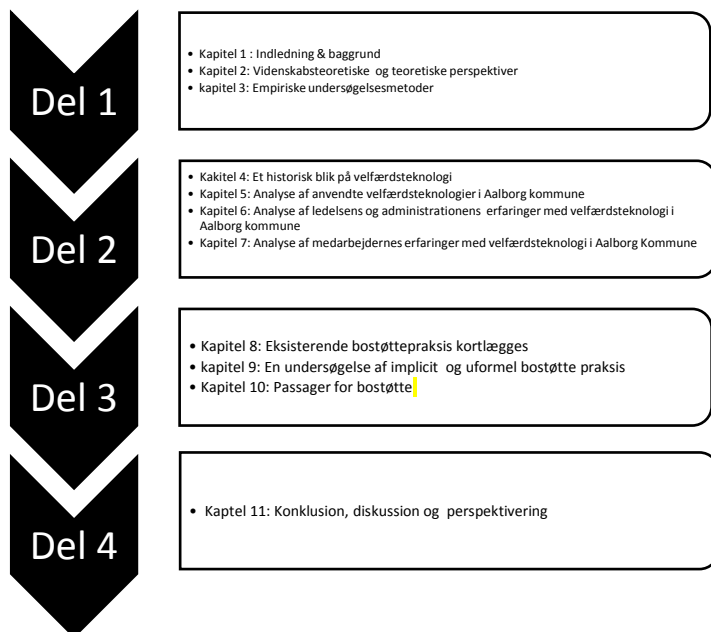 Del 1
• Kapitel 1 : Indledning & baggrund
• Kapitel 2: Videnskabsteoretiske og teoretiske perspektiver
• kapitel 3: Empiriske undersøgelsesmetoder
Del 2
• Kakitel 4: Et historisk blik på velfærdsteknologi
• Kapitel 5: Analyse af anvendte velfærdsteknologier i Aalborg kommune
• Kapitel 6: Analyse af ledelsens og administrationens erfaringer med velfærdsteknologi i
Aalborg kommune
• Kapitel 7: Analyse af medarbejdernes erfaringer med velfærdsteknologi i Aalborg Kommune
Del 3
• Kapitel 8: Eksisterende bostøttepraksis kortlægges
• kapitel 9: En undersøgelse af implicit og uformel bostøtte praksis
• Kapitel 10: Passager for bostøtte
Del 4
• Kaptel 11: Konklusion, diskussion og perspektivering